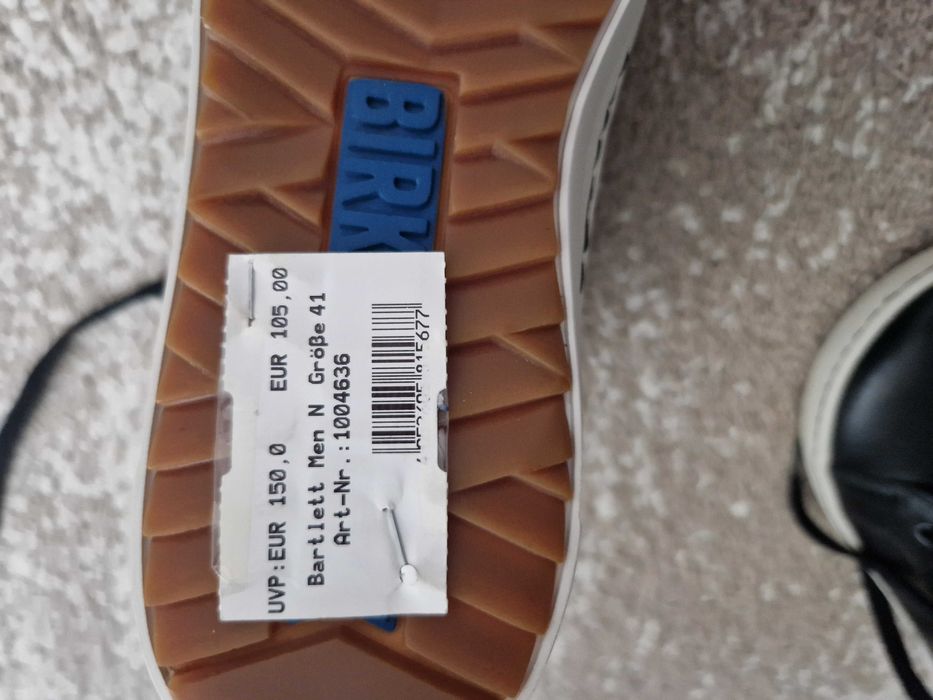 BIRK
UVP:EUR 150,0 EUR 105,00
Bartlett Men N Größe 41
Art-Nr.:1004636